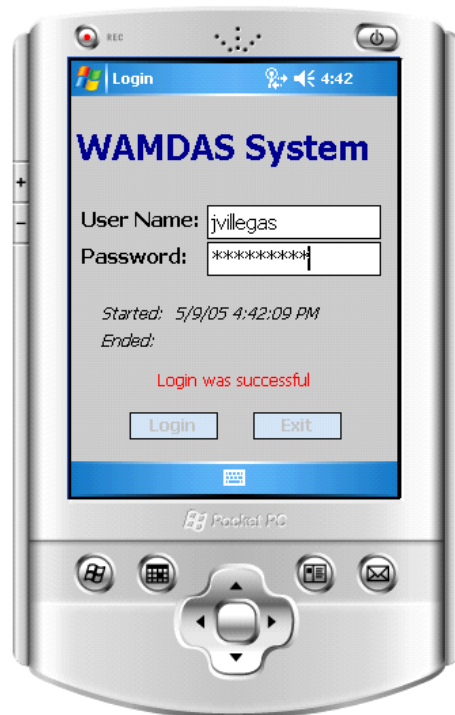 REC
Login 4:42
WAMDAS System
User Name: jvillegas
Password: **********
Started: 5/9/05 4:42:09 PM
Ended:
Login was successful
Login Exit
Pocket PC
+
-